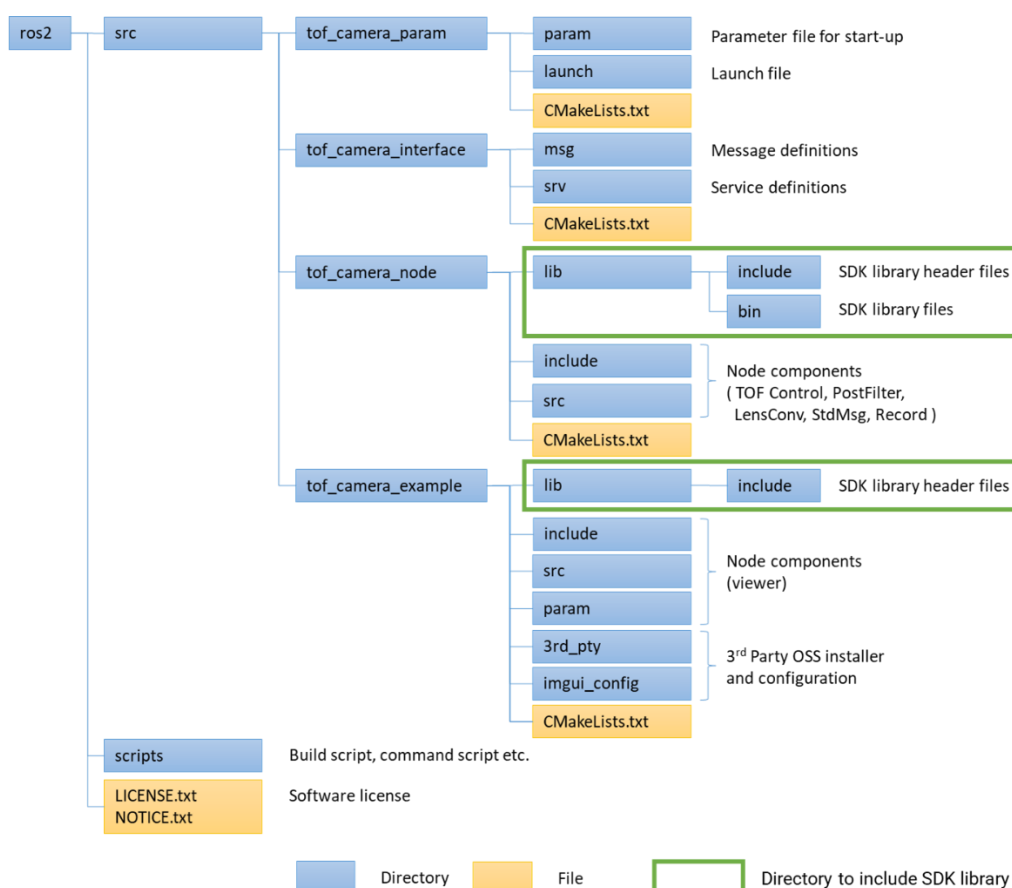 ros2
src
tof_camera_param
param
Parameter file for start-up
launch
Launch file
CMakeLists.txt
tof_camera_interface
msg
Message definitions
srv
Service definitions
CMakeLists.txt
tof_camera_node
lib
include
SDK library header files
bin
SDK library files
include
src
Node components
( TOF Control, PostFilter,
LensConv, StdMsg, Record )
CMakeLists.txt
tof_camera_example
lib
include
SDK library header files
include
src
param
Node components
(viewer)
3rd_pty
imgui_config
3rd Party OSS installer
and configuration
CMakeLists.txt
scripts
Build script, command script etc.
LICENSE.txt
NOTICE.txt
Software license
Directory
File
Directory to include SDK library